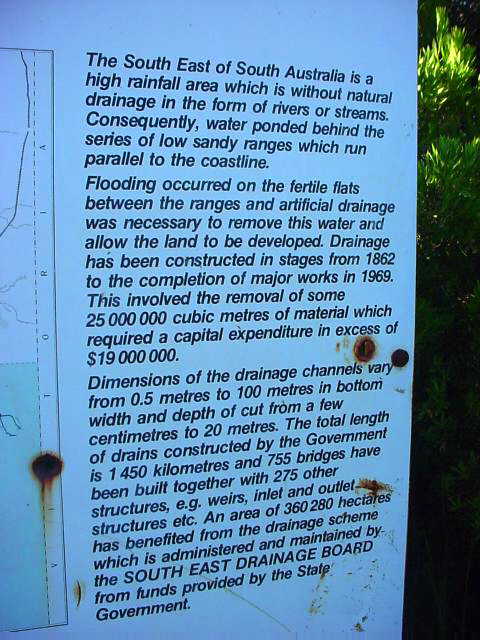 The South East of South Australia is a
high rainfall area which is without natural
drainage in the form of rivers or streams.
Consequently, water ponded behind the
series of low sandy ranges which run
parallel to the coastline.
Flooding occurred on the fertile flats
between the ranges and artificial drainage
was necessary to remove this water and
allow the land to be developed. Drainage
has been constructed in stages from 1862
to the completion of major works in 1969.
This involved the removal of some
25 000 000 cubic metres of material which
required a capital expenditure in excess of
$19 000 000.
Dimensions of the drainage channels vary
from 0.5 metres to 100 metres in bottom
width and depth of cut from a few
centimetres to 20 metres. The total length
of drains constructed by the Government
is 1 450 kilometres and 755 bridges have
been built together with 275 other
structures, e.g. weirs, inlet and outlet
structures etc. An area of 360 280 hectares
has benefited from the drainage scheme
which is administered and maintained by
the SOUTH EAST DRAINAGE BOARD
from funds provided by the State
Government.
V I C T O R I A